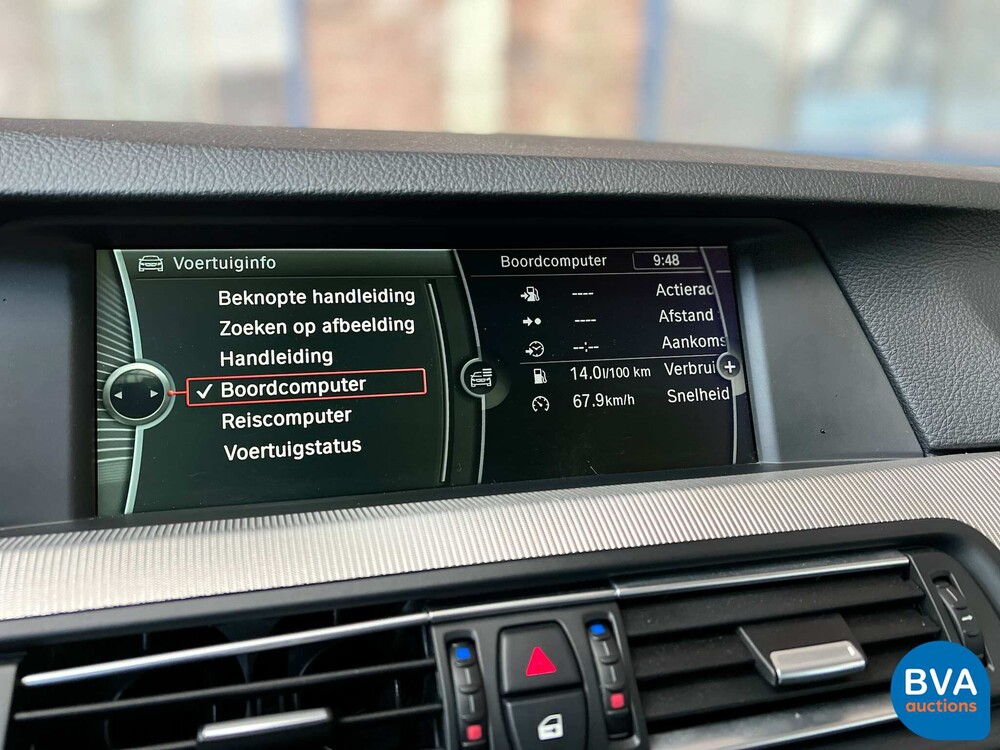 Voertuiginfo
Beknopte handleiding
Zoeken op afbeelding
Handleiding
✓ Boordcomputer
Reiscomputer
Voertuigstatus
Boordcomputer 9:48
---- Actierad
---- Afstand
--:-- Aankoms
14.0l/100 km Verbrui
67.9km/h Snelheid
BVA
auctions